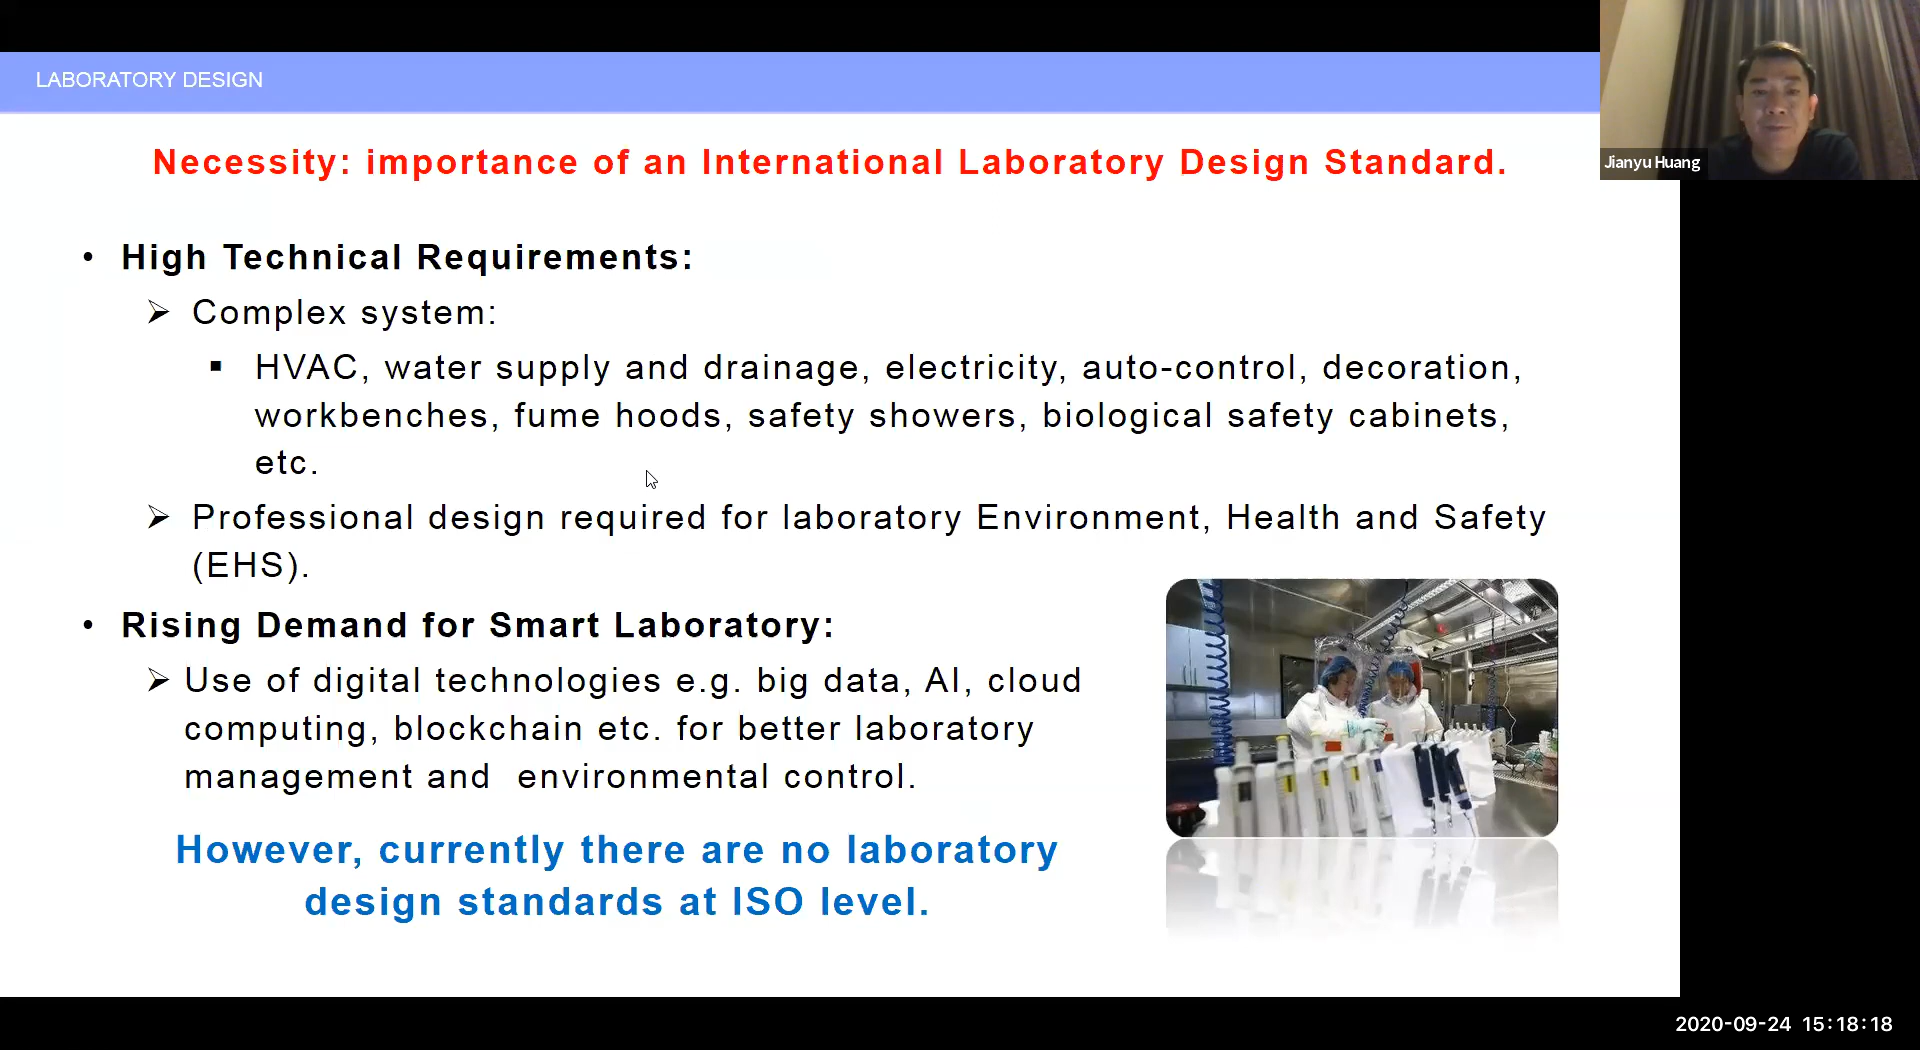 LABORATORY DESIGN
Necessity: importance of an International Laboratory Design Standard.
• High Technical Requirements:
➢ Complex system:
▪ HVAC, water supply and drainage, electricity, auto-control, decoration,
workbenches, fume hoods, safety showers, biological safety cabinets,
etc.
➢ Professional design required for laboratory Environment, Health and Safety
(EHS).
• Rising Demand for Smart Laboratory:
➢ Use of digital technologies e.g. big data, AI, cloud
computing, blockchain etc. for better laboratory
management and  environmental control.
However, currently there are no laboratory
design standards at ISO level.
Jianyu Huang
2020-09-24 15:18:18